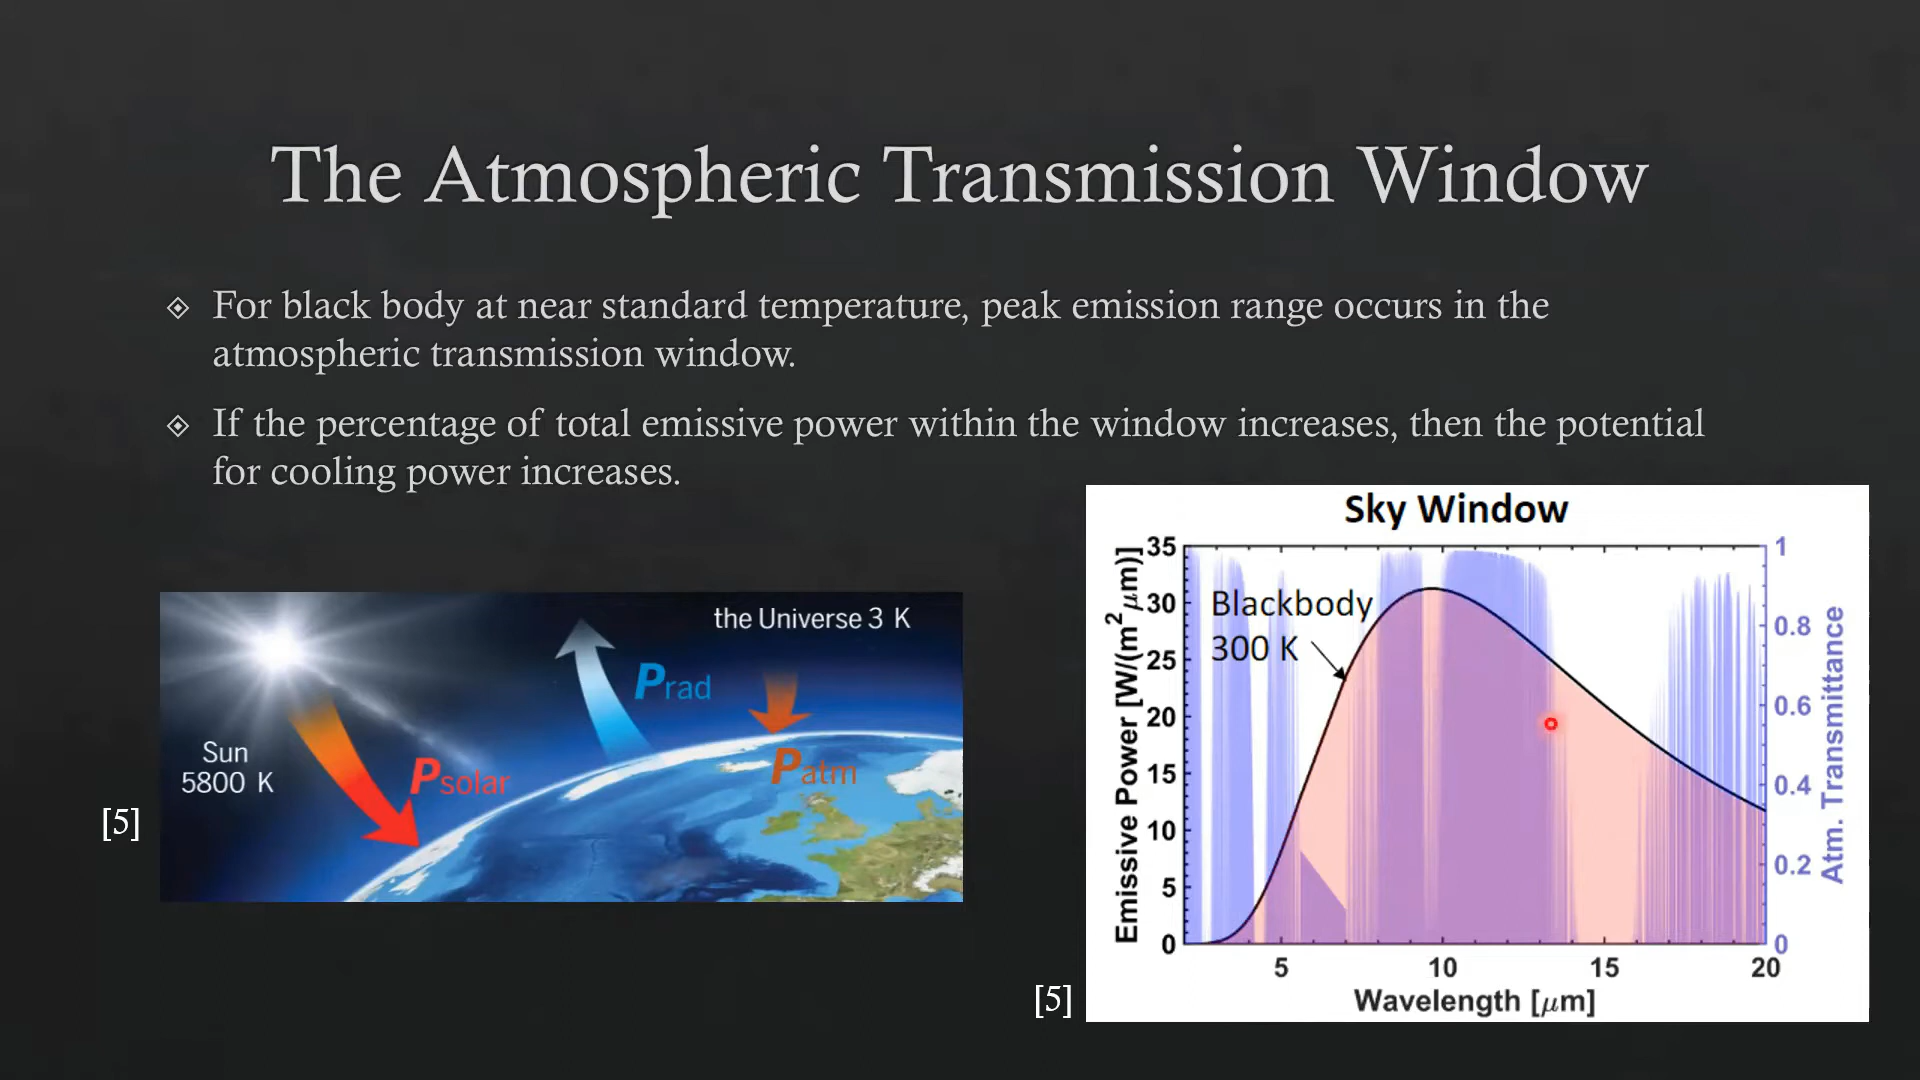 The Atmospheric Transmission Window
For black body at near standard temperature, peak emission range occurs in the
atmospheric transmission window.
If the percentage of total emissive power within the window increases, then the potential
for cooling power increases.
the Universe 3 K
Prad
Sun
5800 K
Psolar
Patm
[5]
Sky Window
Emissive Power [W/(m² μm)]
35
30
25
20
15
10
5
0
Blackbody
300 K
1
0.8
0.6
0.4
0.2
0
Atm. Transmittance
5 10 15 20
Wavelength [μm]
[5]